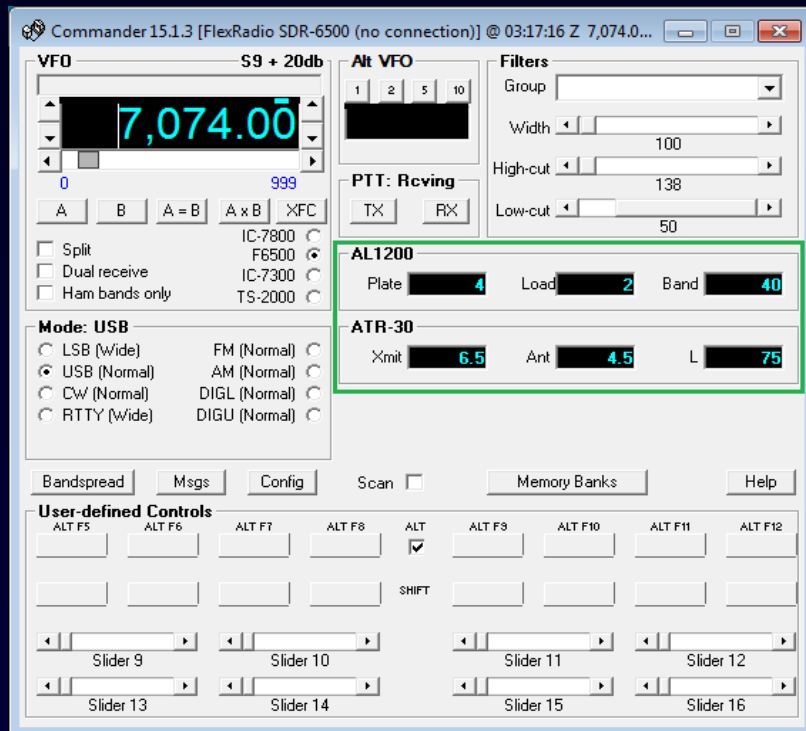 Commander 15.1.3 [FlexRadio SDR-6500 (no connection)] @ 03:17:16 Z 7,074.0...
VFO S9 + 20db
7,074.00
0 999
A B A = B A x B XFC
Split
Dual receive
Ham bands only
IC-7800
F6500
IC-7300
TS-2000
Alt VFO
1 2 5 10
PTT: Rcving
TX RX
Filters
Group
Width
100
High-cut
138
Low-cut
50
AL1200
Plate 4 Load 2 Band 40
ATR-30
Xmit 6.5 Ant 4.5 L 75
Mode: USB
LSB (Wide) FM (Normal)
USB (Normal) AM (Normal)
CW (Normal) DIGL (Normal)
RTTY (Wide) DIGU (Normal)
Bandspread Msgs Config Scan Memory Banks Help
User-defined Controls
ALT F5 ALT F6 ALT F7 ALT F8 ALT ALT F9 ALT F10 ALT F11 ALT F12
SHIFT
Slider 9 Slider 10 Slider 11 Slider 12
Slider 13 Slider 14 Slider 15 Slider 16